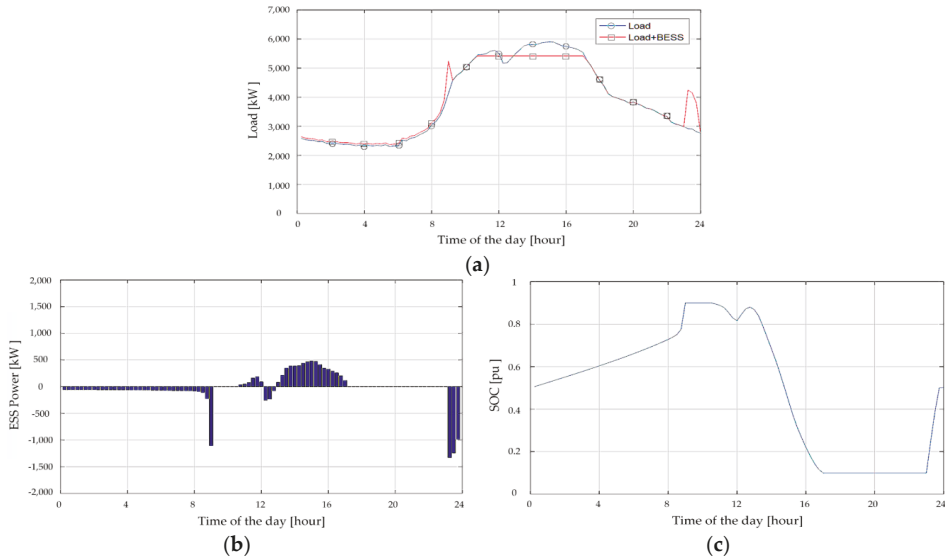 7,000
6,000
5,000
4,000
3,000
2,000
1,000
0
Load [kW]
Load
Load+BESS
0 4 8 12 16 20 24
Time of the day [hour]
(a)
2,000
1,500
1,000
500
0
-500
-1,000
-1,500
-2,000
ESS Power [kW ]
0 4 8 12 16 20 24
Time of the day [hour]
(b)
1
0.8
0.6
0.4
0.2
0
SOC [pu ]
0 4 8 12 16 20 24
Time of the day [hour]
(c)